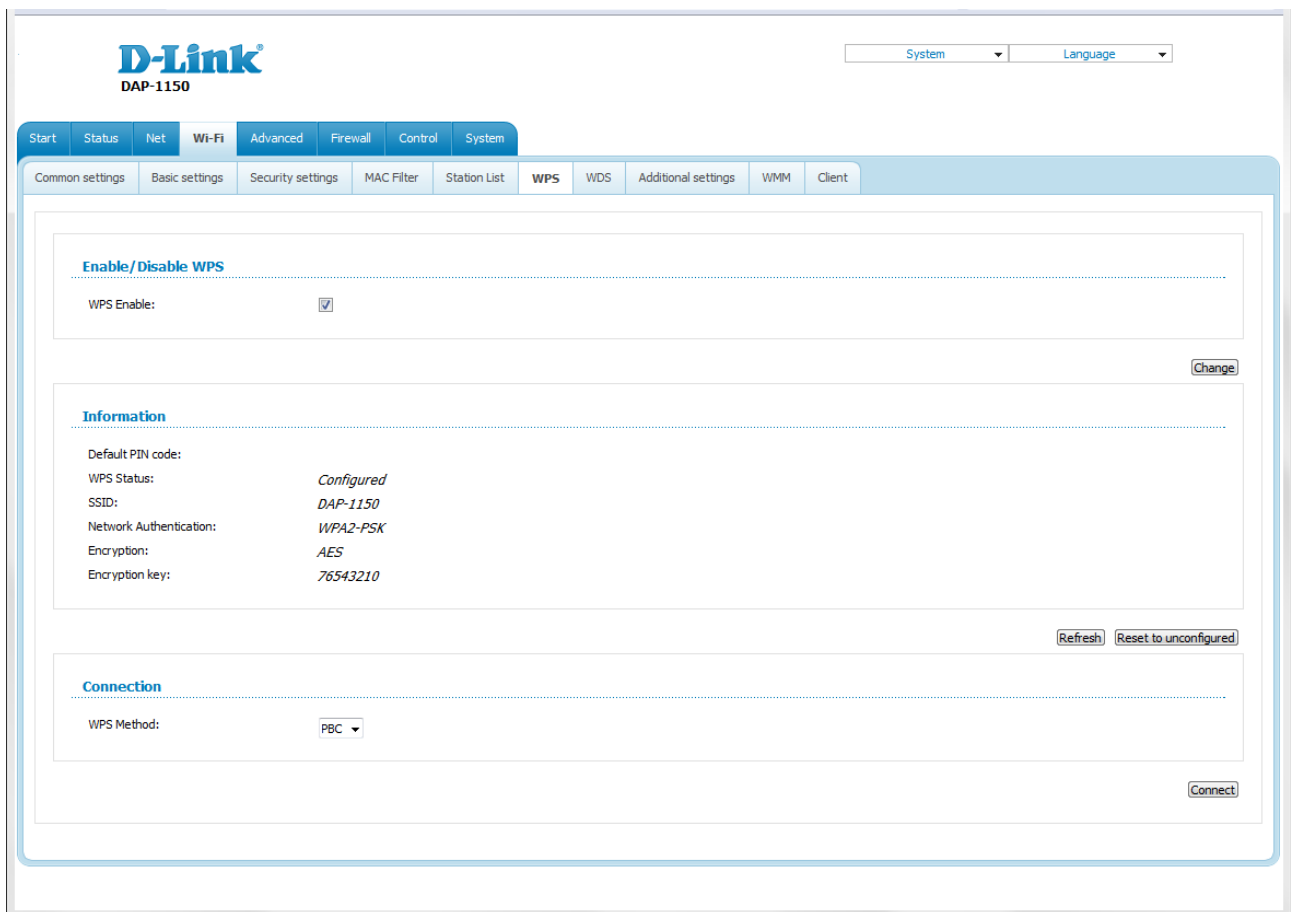 D-Link®
DAP-1150
System Language
Start Status Net Wi-Fi Advanced Firewall Control System
Common settings Basic settings Security settings MAC Filter Station List WPS WDS Additional settings WMM Client
Enable/Disable WPS
WPS Enable:
Change
Information
Default PIN code:
WPS Status: Configured
SSID: DAP-1150
Network Authentication: WPA2-PSK
Encryption: AES
Encryption key: 76543210
Refresh Reset to unconfigured
Connection
WPS Method: PBC
Connect